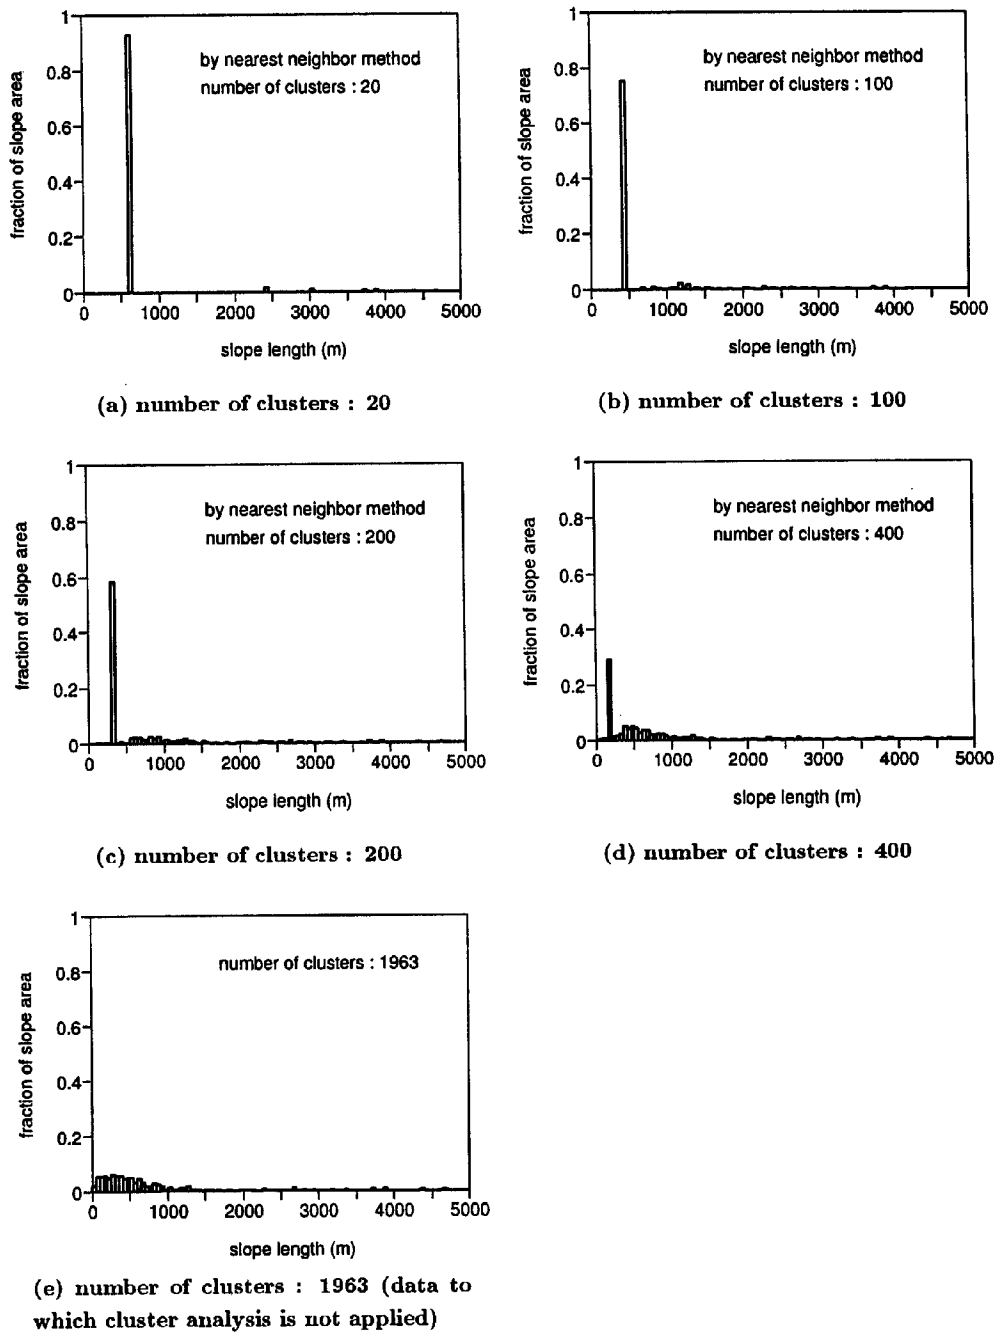 1
0.8
0.6
0.4
0.2
0
fraction of slope area
by nearest neighbor method
number of clusters : 20
0 1000 2000 3000 4000 5000
slope length (m)
(a) number of clusters : 20
1
0.8
0.6
0.4
0.2
0
fraction of slope area
by nearest neighbor method
number of clusters : 100
0 1000 2000 3000 4000 5000
slope length (m)
(b) number of clusters : 100
1
0.8
0.6
0.4
0.2
0
fraction of slope area
by nearest neighbor method
number of clusters : 200
0 1000 2000 3000 4000 5000
slope length (m)
(c) number of clusters : 200
1
0.8
0.6
0.4
0.2
0
fraction of slope area
by nearest neighbor method
number of clusters : 400
0 1000 2000 3000 4000 5000
slope length (m)
(d) number of clusters : 400
1
0.8
0.6
0.4
0.2
0
fraction of slope area
number of clusters : 1963
0 1000 2000 3000 4000 5000
slope length (m)
(e) number of clusters : 1963 (data to
which cluster analysis is not applied)